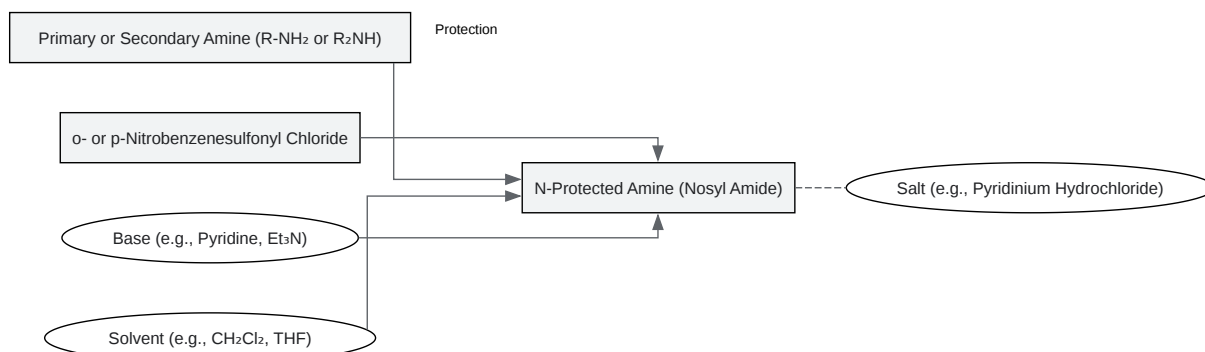 Primary or Secondary Amine (R-NH₂ or R₂NH)
Protection
o- or p-Nitrobenzenesulfonyl Chloride
N-Protected Amine (Nosyl Amide)
Salt (e.g., Pyridinium Hydrochloride)
Base (e.g., Pyridine, Et₃N)
Solvent (e.g., CH₂Cl₂, THF)